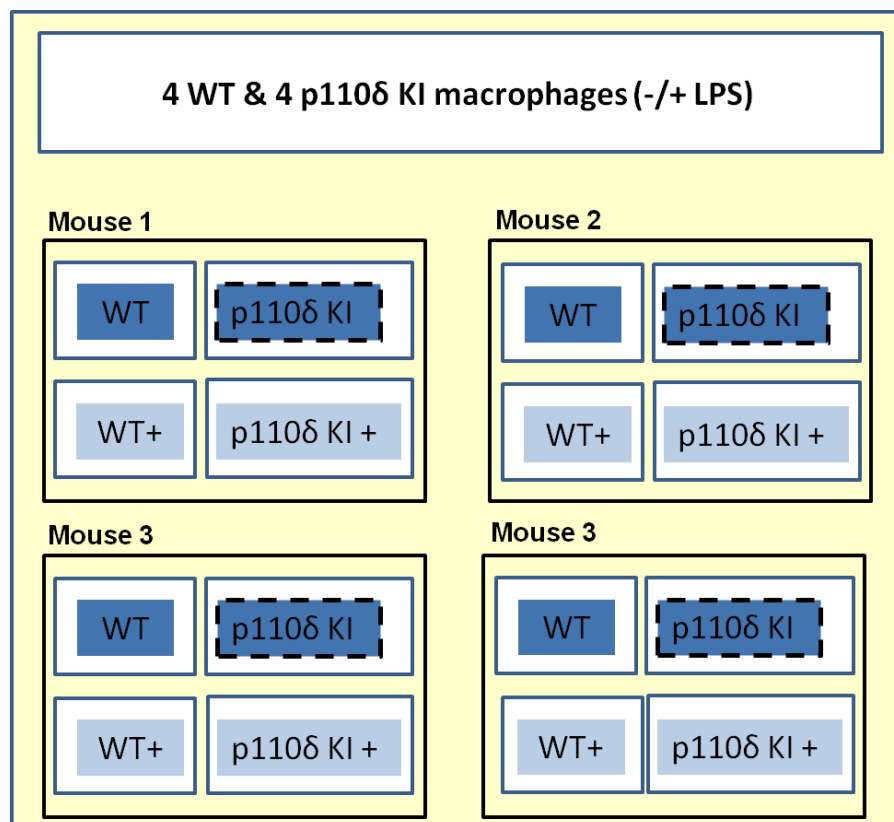 4 WT & 4 p110δ KI macrophages (-/+ LPS)
Mouse 1
WT p110δ KI
WT+ p110δ KI +
Mouse 2
WT p110δ KI
WT+ p110δ KI +
Mouse 3
WT p110δ KI
WT+ p110δ KI +
Mouse 3
WT p110δ KI
WT+ p110δ KI +